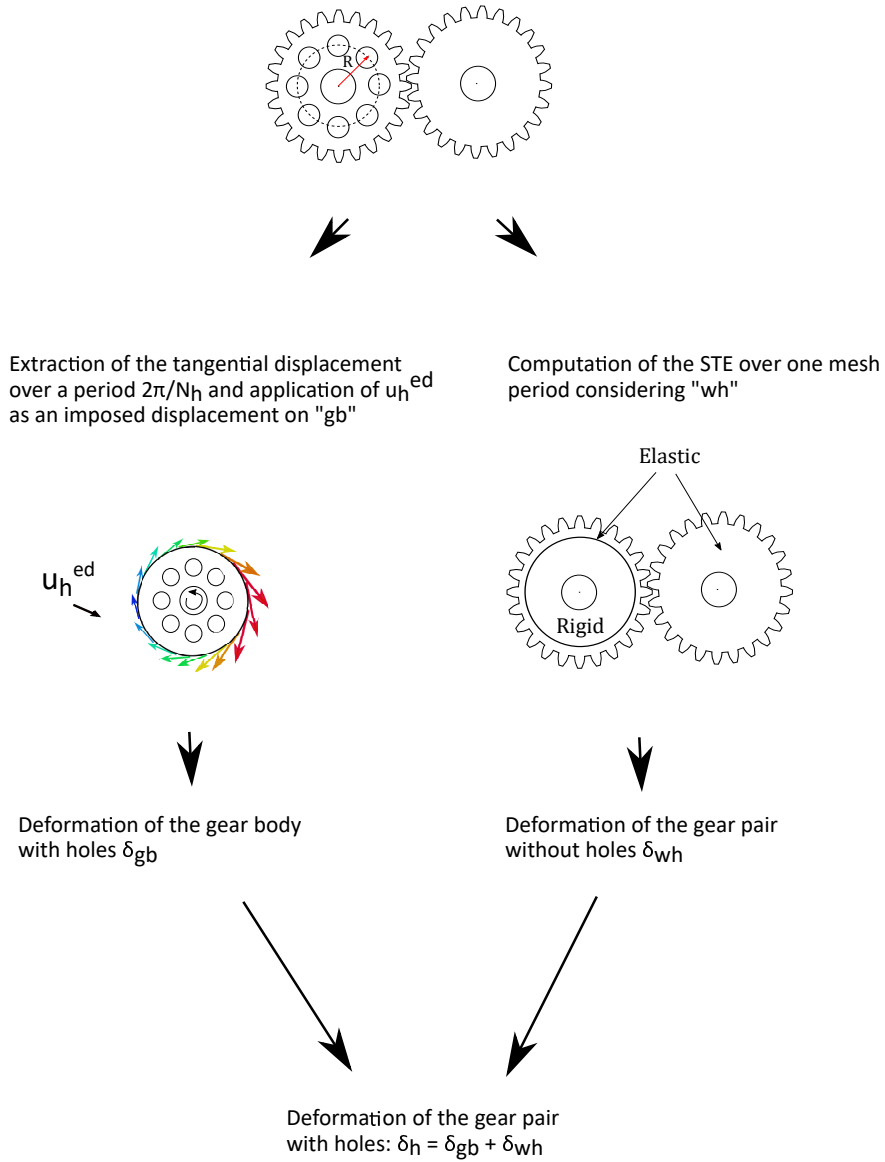 R
Extraction of the tangential displacement
over a period 2π/Nh and application of uh^ed
as an imposed displacement on "gb"
Computation of the STE over one mesh
period considering "wh"
Elastic
uh^ed
Rigid
Deformation of the gear body
with holes δgb
Deformation of the gear pair
without holes δwh
Deformation of the gear pair
with holes: δh = δgb + δwh